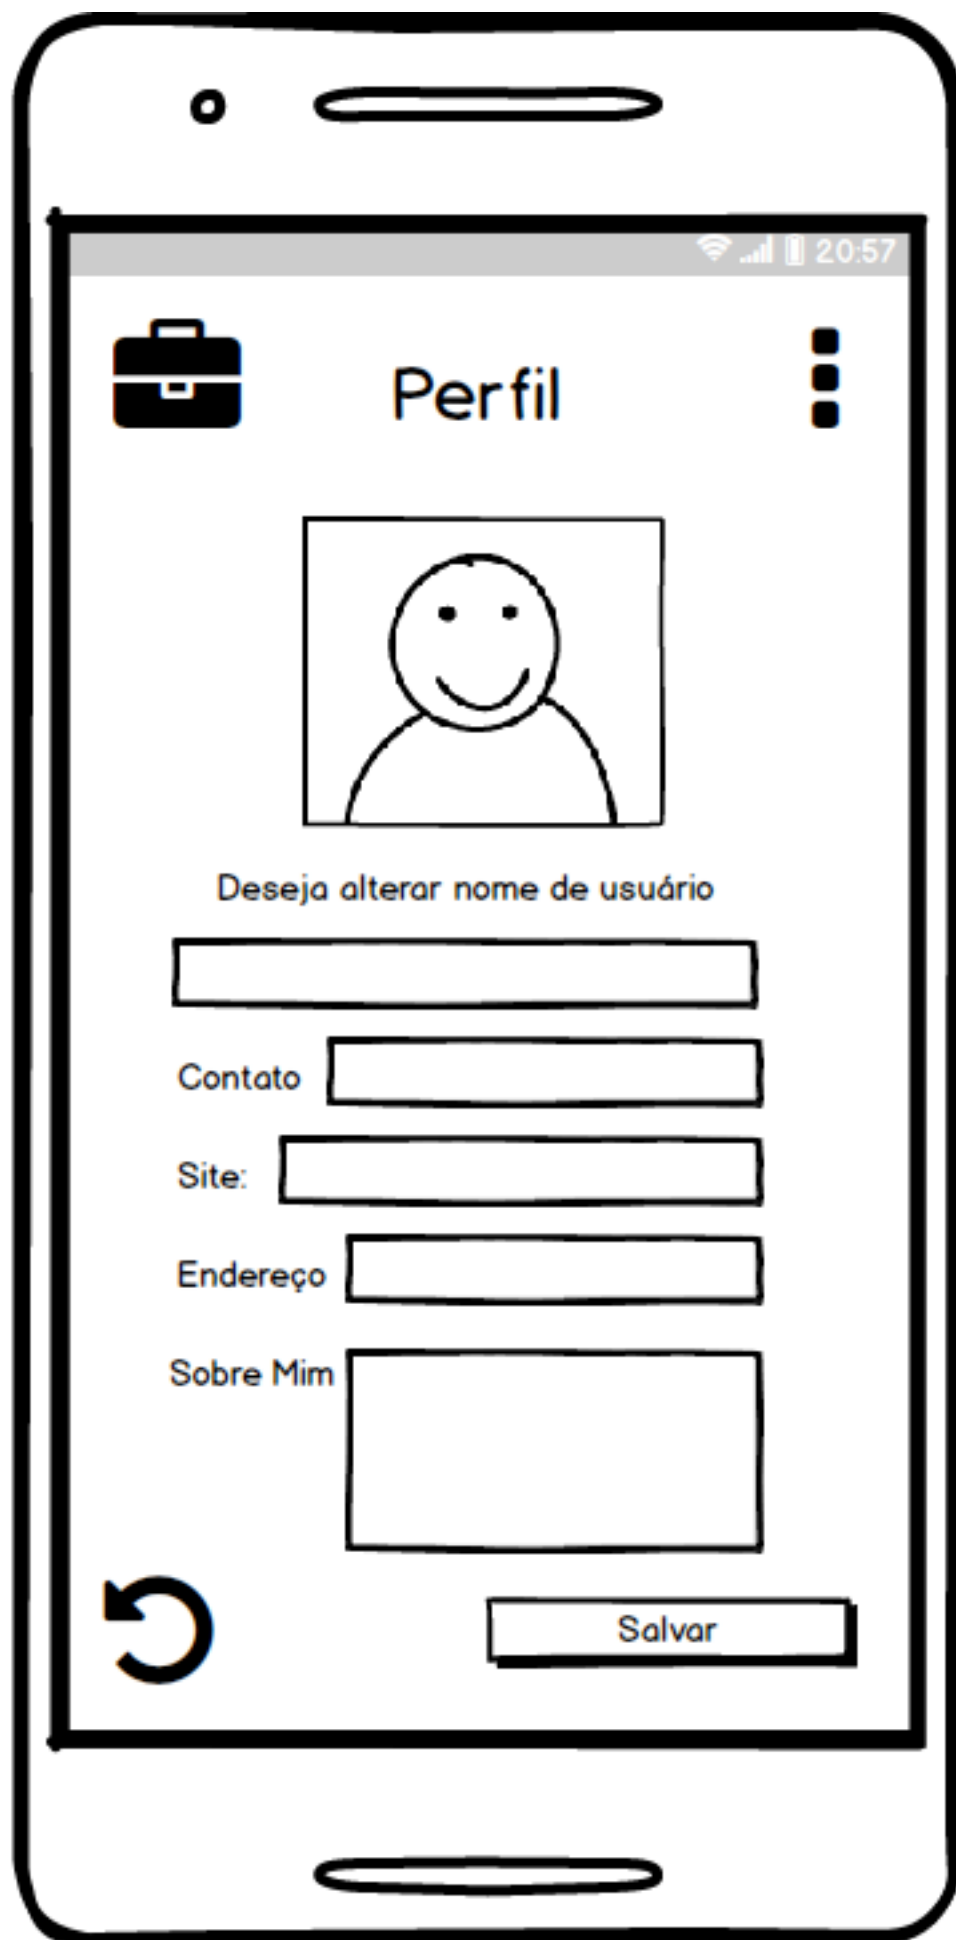 20:57
Perfil
Deseja alterar nome de usuário
Contato
Site:
Endereço
Sobre Mim
Salvar